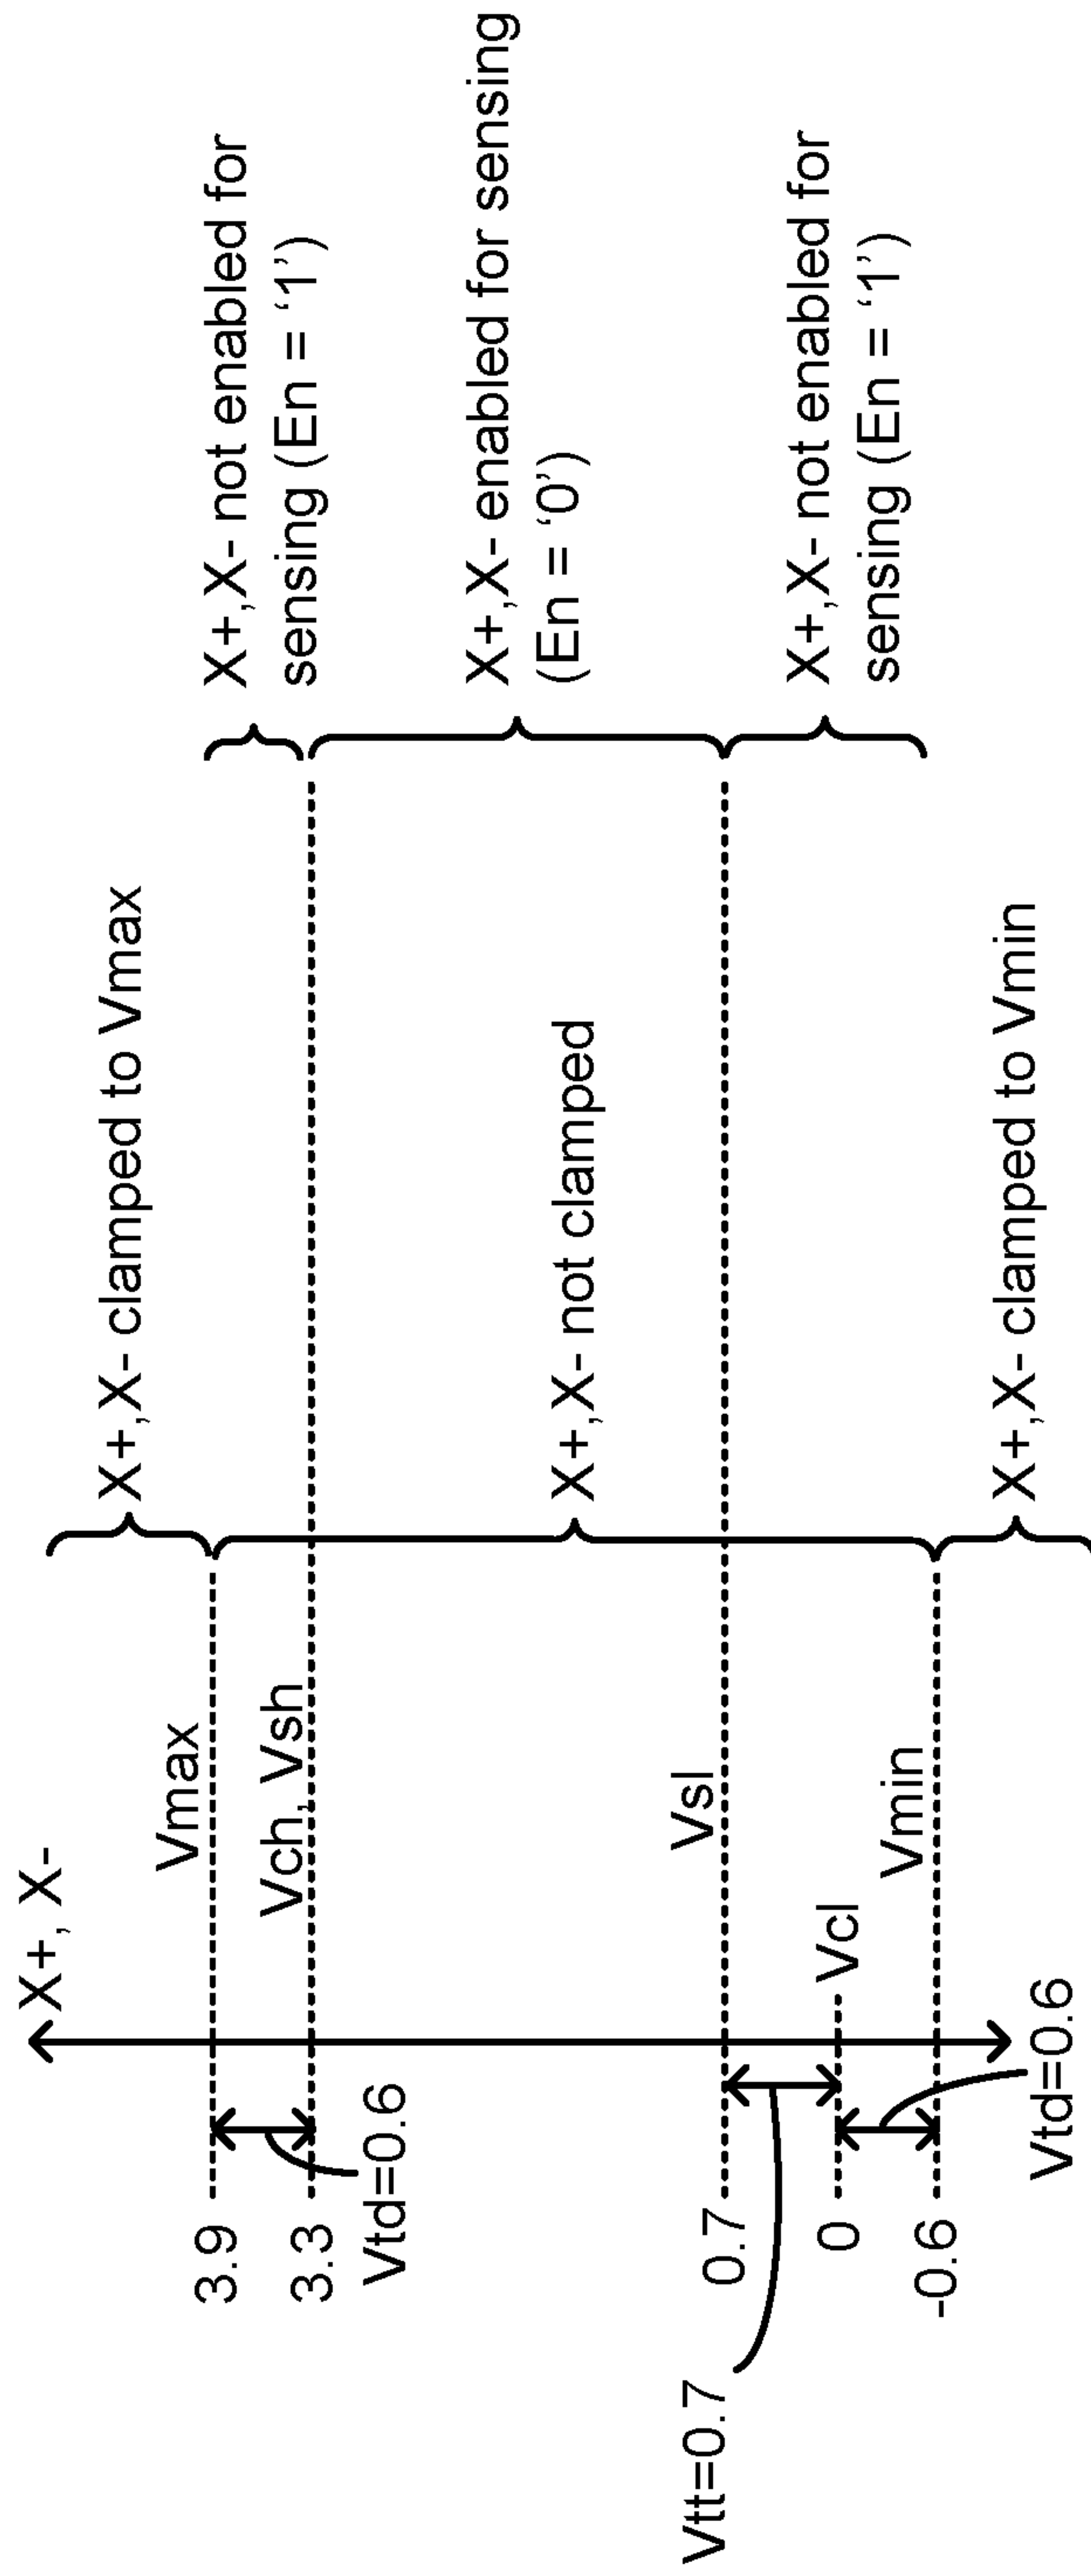 X+, X-
X+,X- clamped to Vmax
Vmax
3.9
X+,X- not enabled for
sensing (En = ‘1’)
Vch, Vsh
3.3
Vtd=0.6
X+,X- enabled for sensing
(En = ‘0’)
X+,X- not clamped
Vsl
0.7
Vtt=0.7
X+,X- not enabled for
sensing (En = ‘1’)
Vcl
0
Vmin
-0.6
X+,X- clamped to Vmin
Vtd=0.6